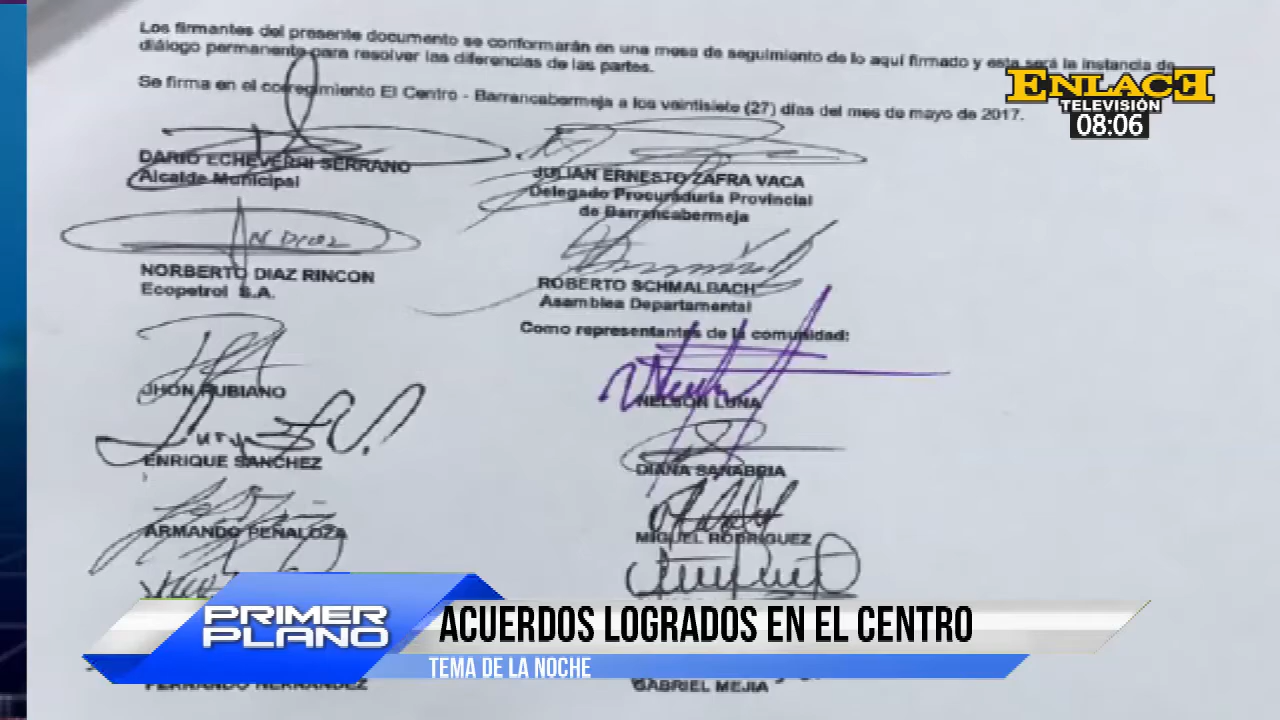 Los firmantes del presente documento se conformarán en una mesa de seguimiento de lo aquí firmado y esta será la instancia de
diálogo permanente para resolver las diferencias de las partes.
Se firma en el corregimiento El Centro - Barrancabermeja a los veintisiete (27) días del mes de mayo de 2017.
ENLACE
TELEVISIÓN
08:06
DARIO ECHEVERRI SERRANO
Alcalde Municipal
JULIAN ERNESTO ZAFRA VACA
Delegado Procuraduria Provincial
de Barrancabermeja
N Diaz
NORBERTO DIAZ RINCON
Ecopetrol S.A.
ROBERTO SCHMALBACH
Asamblea Departamental
Como representantes de la comunidad:
JHON RUBIANO
NELSON LUNA
ENRIQUE SANCHEZ
DIANA SANABRIA
ARMANDO PEÑALOZA
MIGUEL RODRIGUEZ
PRIMER
PLANO
ACUERDOS LOGRADOS EN EL CENTRO
TEMA DE LA NOCHE
FERNANDO HERNANDEZ
GABRIEL MEJIA